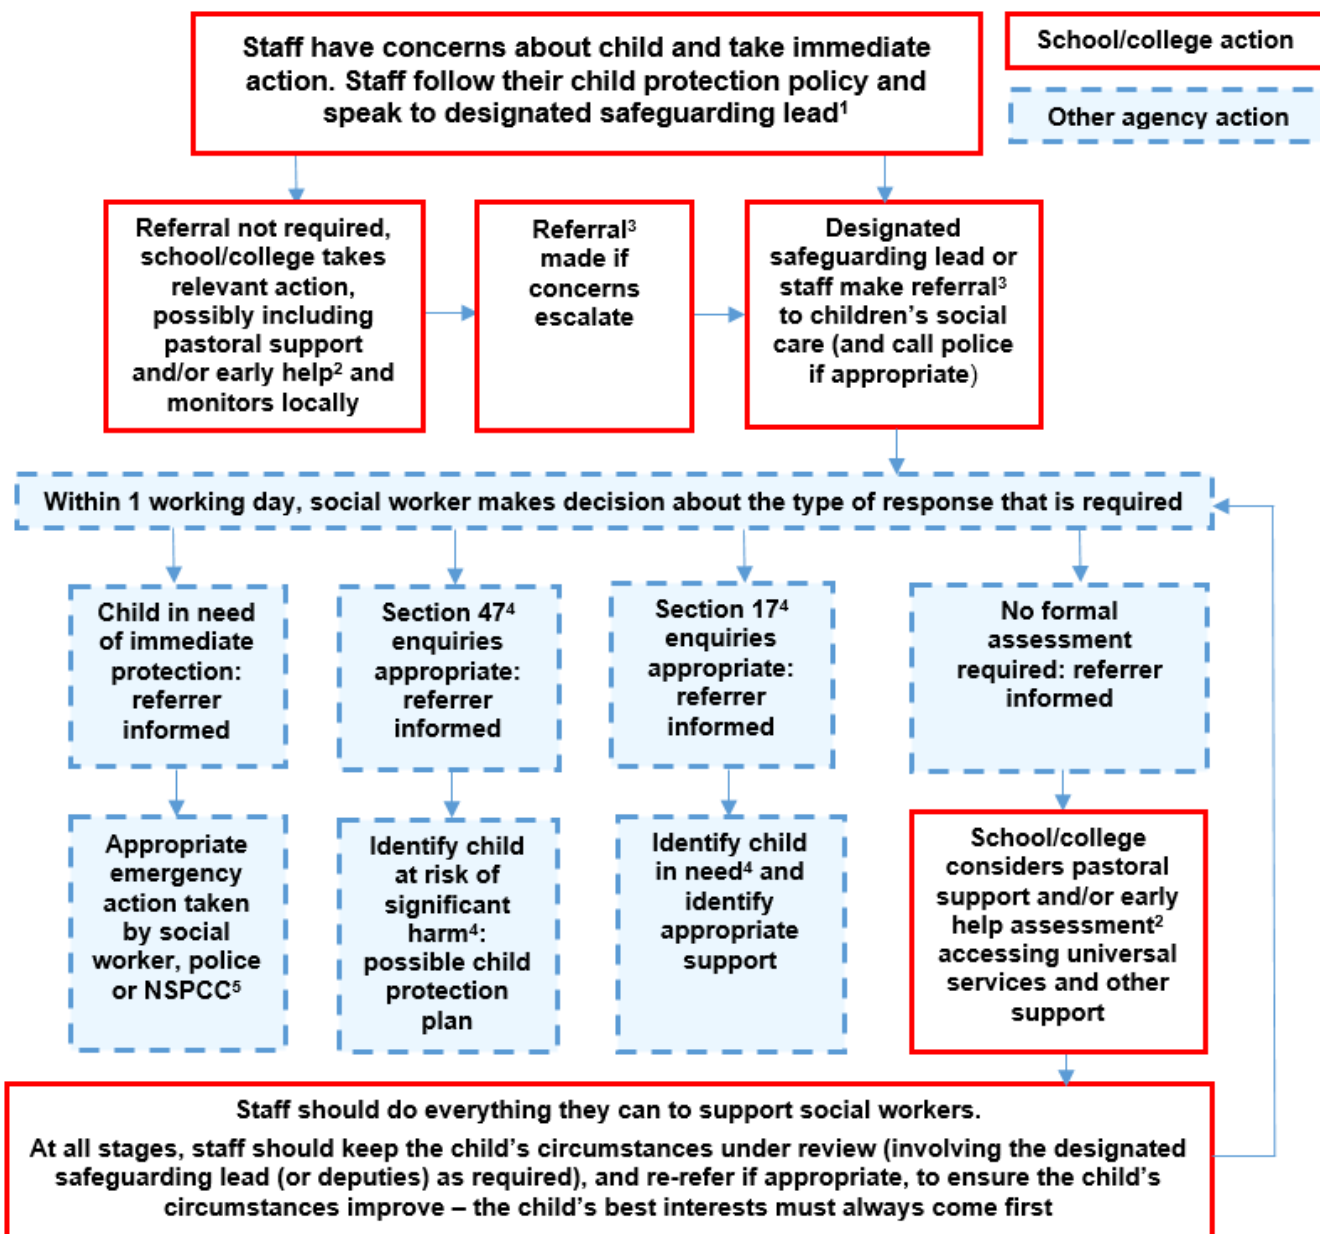 Staff have concerns about child and take immediate
action. Staff follow their child protection policy and
speak to designated safeguarding lead¹
School/college action
Other agency action
Referral not required,
school/college takes
relevant action,
possibly including
pastoral support
and/or early help² and
monitors locally
Referral³
made if
concerns
escalate
Designated
safeguarding lead or
staff make referral³
to children’s social
care (and call police
if appropriate)
Within 1 working day, social worker makes decision about the type of response that is required
Child in need
of immediate
protection:
referrer
informed
Section 47⁴
enquiries
appropriate:
referrer
informed
Section 17⁴
enquiries
appropriate:
referrer
informed
No formal
assessment
required: referrer
informed
Appropriate
emergency
action taken
by social
worker, police
or NSPCC⁵
Identify child
at risk of
significant
harm⁴:
possible child
protection
plan
Identify child
in need⁴ and
identify
appropriate
support
School/college
considers pastoral
support and/or early
help assessment²
accessing universal
services and other
support
Staff should do everything they can to support social workers.
At all stages, staff should keep the child’s circumstances under review (involving the designated
safeguarding lead (or deputies) as required), and re-refer if appropriate, to ensure the child’s
circumstances improve – the child’s best interests must always come first